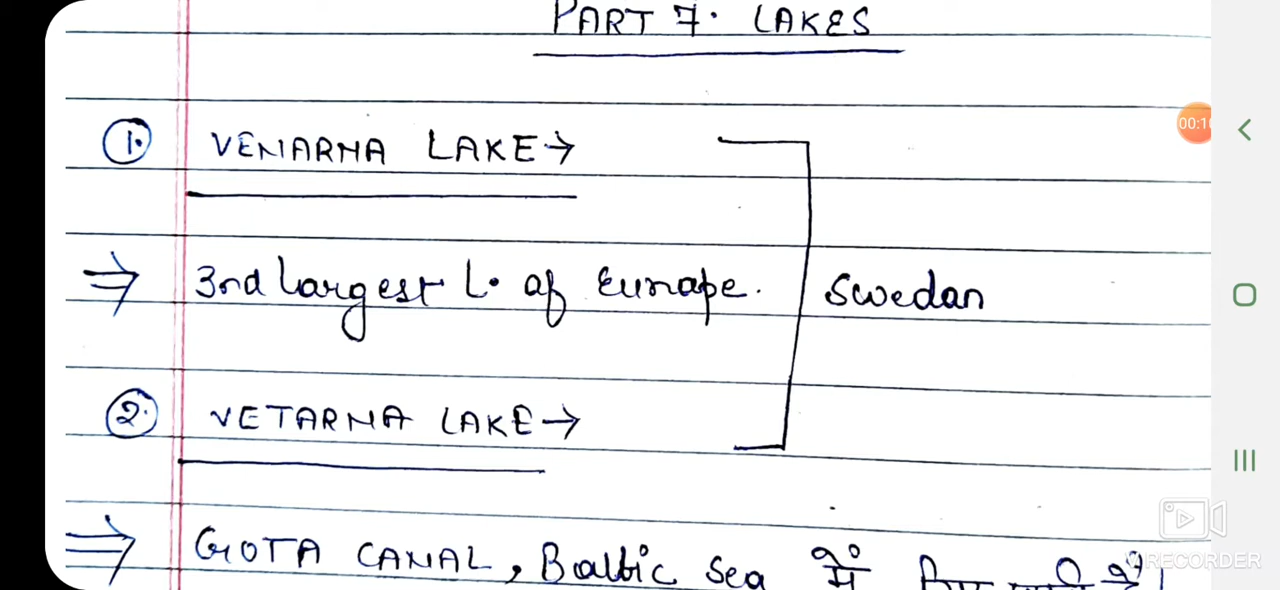 PART 7. LAKES
00:10
1. VENARNA LAKE →
⇒ 3rd largest L. of Europe.
Swedan
2. VETARNA LAKE →
⇒ GOTA CANAL, Baltic sea में
RECORDER